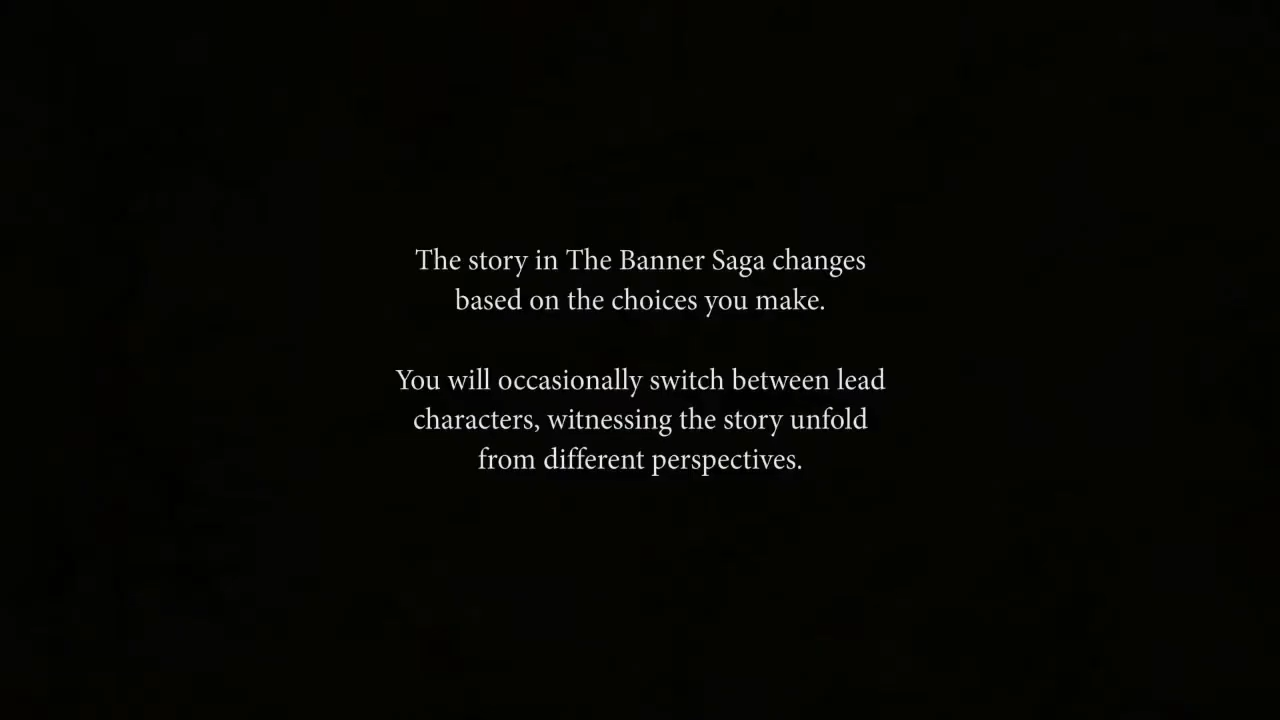 The story in The Banner Saga changes
based on the choices you make.
You will occasionally switch between lead
characters, witnessing the story unfold
from different perspectives.